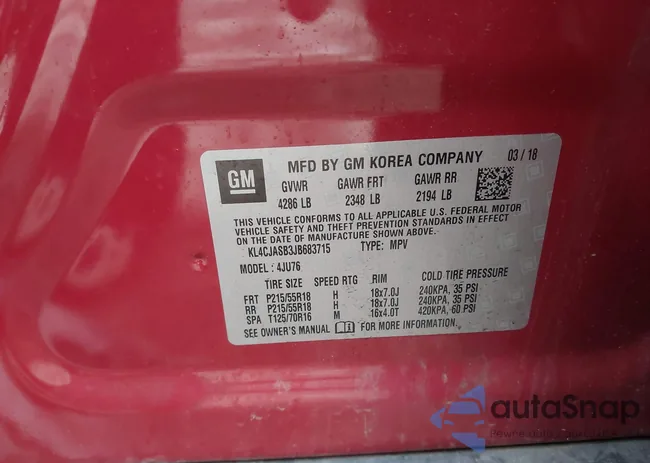 GM
MFD BY GM KOREA COMPANY 03 / 18
GVWR GAWR FRT GAWR RR
4286 LB 2348 LB 2194 LB
THIS VEHICLE CONFORMS TO ALL APPLICABLE U.S. FEDERAL MOTOR
VEHICLE SAFETY AND THEFT PREVENTION STANDARDS IN EFFECT
ON THE DATE OF MANUFACTURE SHOWN ABOVE.
KL4CJASB3JB683715 TYPE: MPV
MODEL : 4JU76
TIRE SIZE SPEED RTG RIM COLD TIRE PRESSURE
FRT P215/55R18 H 18x7.0J 240KPA, 35 PSI
RR P215/55R18 H 18x7.0J 240KPA, 35 PSI
SPA T125/70R16 M 16x4.0T 420KPA, 60 PSI
SEE OWNER'S MANUAL FOR MORE INFORMATION.
autoSnap